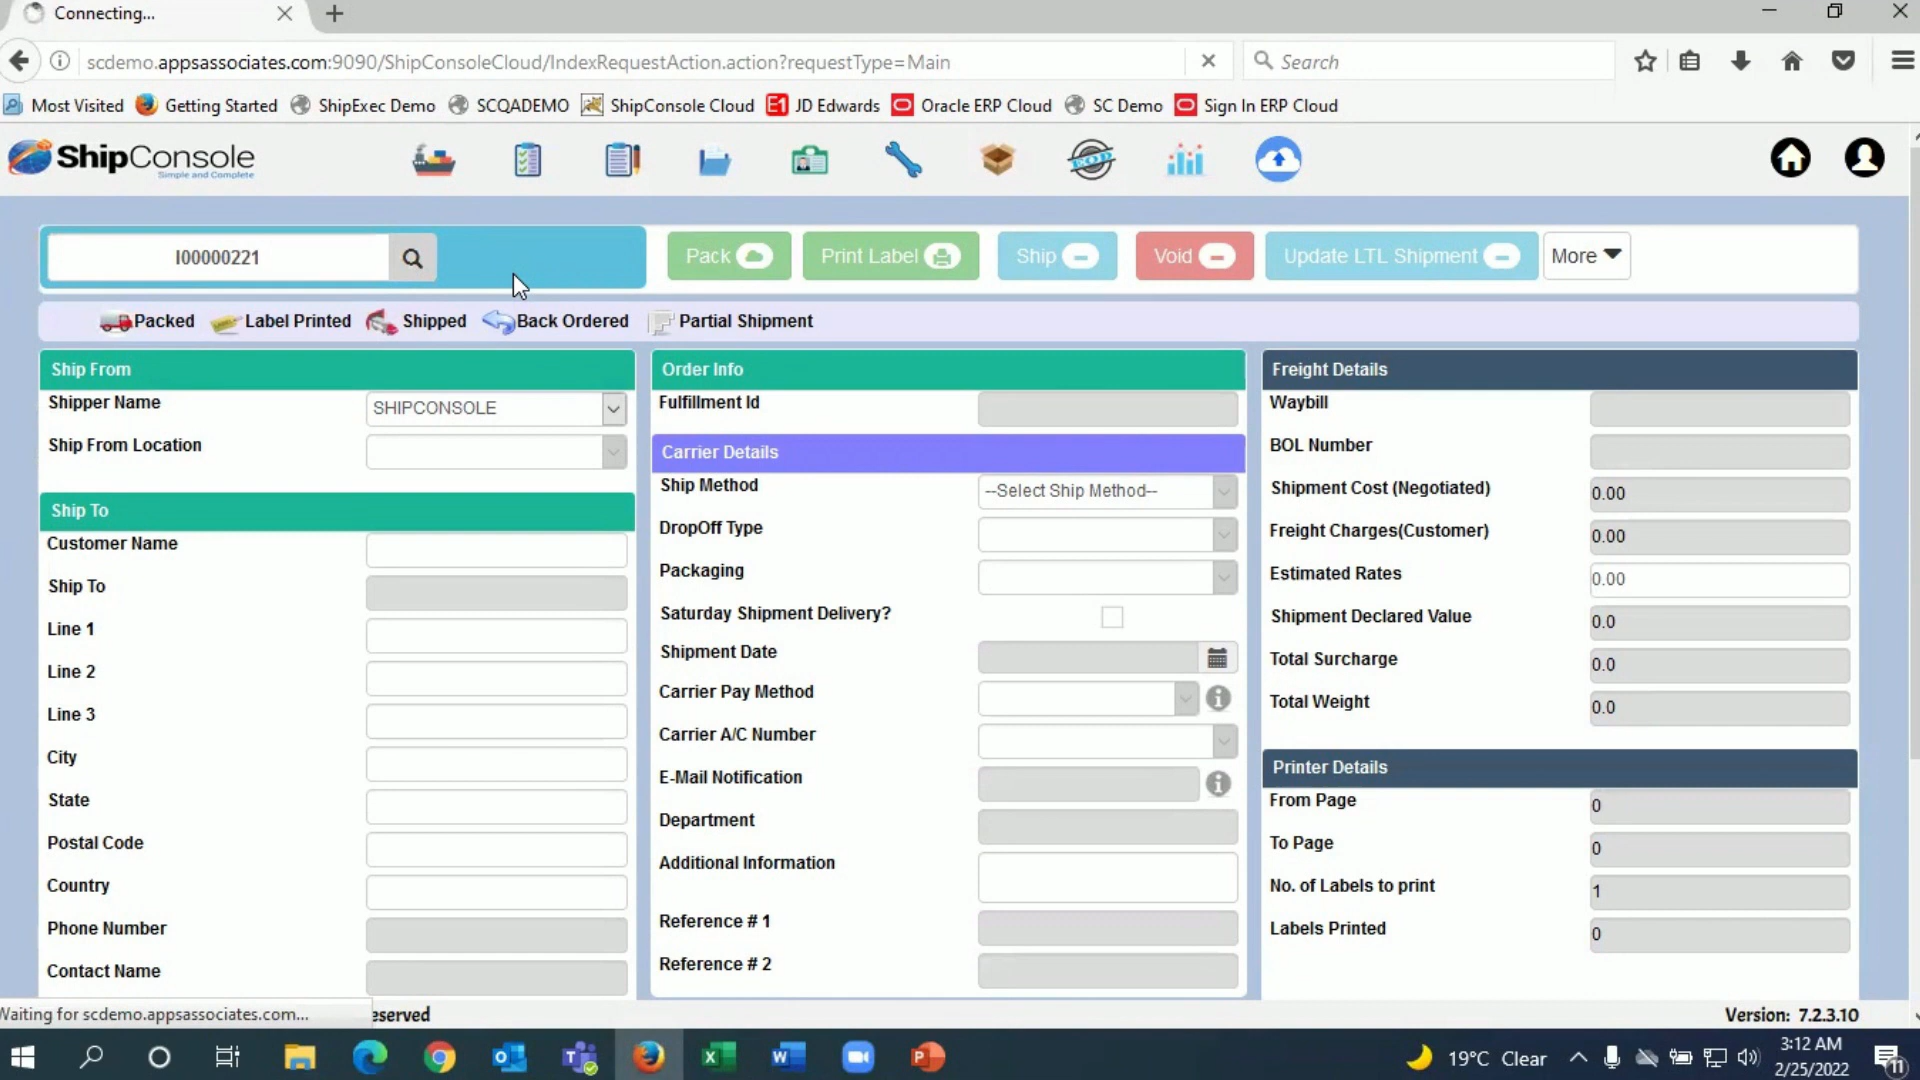 Connecting...
scdemo.appsassociates.com:9090/ShipConsoleCloud/IndexRequestAction.action?requestType=Main
Search
Most Visited Getting Started ShipExec Demo SCQADEMO ShipConsole Cloud E1 JD Edwards Oracle ERP Cloud SC Demo Sign In ERP Cloud
ShipConsole
Simple and Complete
EOD
I00000221 Pack Print Label Ship Void Update LTL Shipment More
Packed Label Printed Shipped Back Ordered Partial Shipment
Ship From
Shipper Name SHIPCONSOLE
Ship From Location
Ship To
Customer Name
Ship To
Line 1
Line 2
Line 3
City
State
Postal Code
Country
Phone Number
Contact Name
Order Info
Fulfillment Id
Carrier Details
Ship Method --Select Ship Method--
DropOff Type
Packaging
Saturday Shipment Delivery?
Shipment Date
Carrier Pay Method
Carrier A/C Number
E-Mail Notification
Department
Additional Information
Reference # 1
Reference # 2
Freight Details
Waybill
BOL Number
Shipment Cost (Negotiated) 0.00
Freight Charges(Customer) 0.00
Estimated Rates 0.00
Shipment Declared Value 0.0
Total Surcharge 0.0
Total Weight 0.0
Printer Details
From Page 0
To Page 0
No. of Labels to print 1
Labels Printed 0
Waiting for scdemo.appsassociates.com... eserved
Version: 7.2.3.10
19°C Clear
3:12 AM
2/25/2022
11